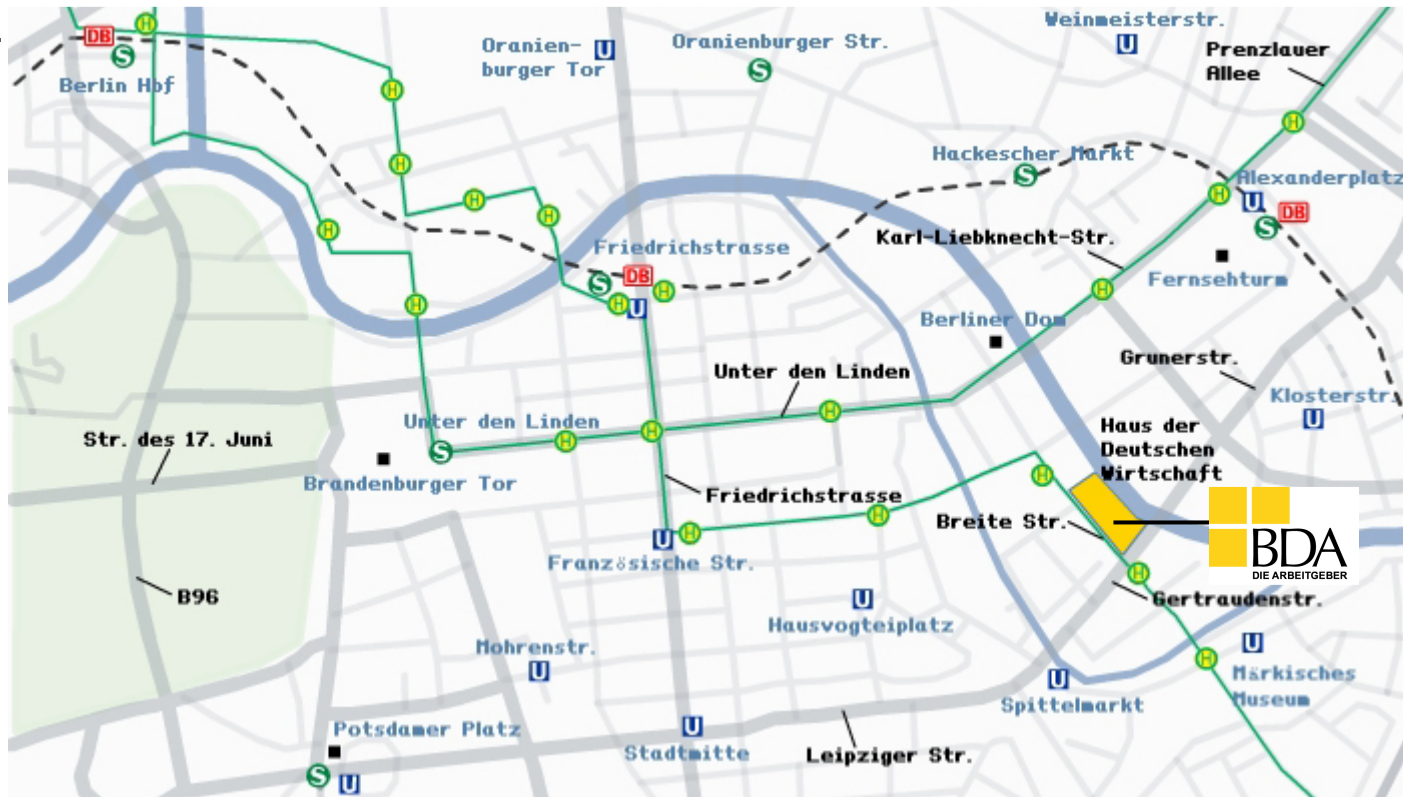 Weinmeisterstr.
Oranien-
burger Tor
U
Oranienburger Str.
S
U
Prenzlauer
Allee
DB
H
S
Berlin Hbf
H
H
H
Hackescher Markt
S
H
H
Alexanderplatz
U
DB
S
H
H
Karl-Liebknecht-Str.
Friedrichstrasse
DB
S
H
H
U
Fernsehturm
H
H
Berliner Dom
Grunerstr.
Unter den Linden
Klosterstr.
U
Unter den Linden
S
H
H
H
Str. des 17. Juni
Brandenburger Tor
Haus der
Deutschen
Wirtschaft
H
Friedrichstrasse
H
Breite Str.
BDA
DIE ARBEITGEBER
U
H
Französische Str.
H
B96
Gertraudenstr.
U
Hausvogteiplatz
Mohrenstr.
U
H
U
Märkisches
Museum
U
Spittelmarkt
Potsdamer Platz
S
U
U
Stadtmitte
Leipziger Str.